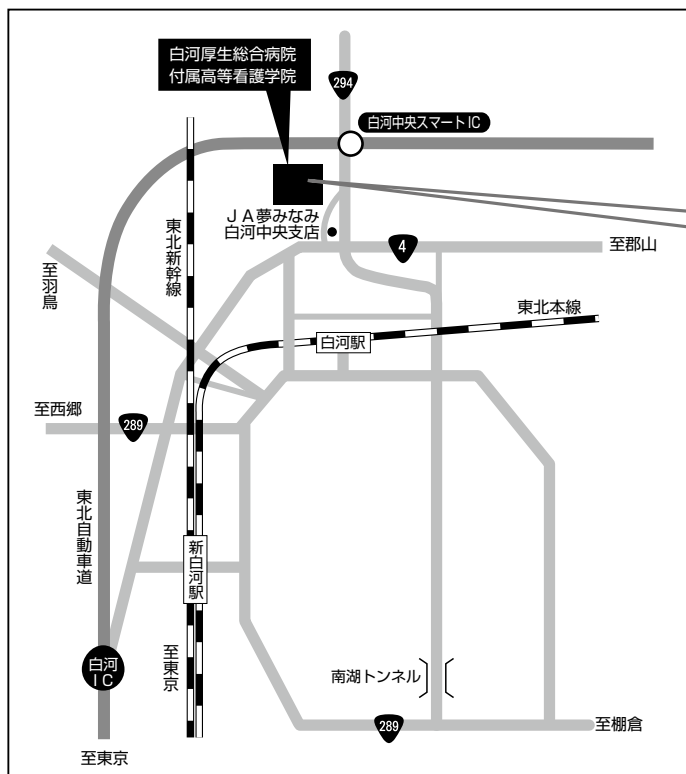 白河厚生総合病院
付属高等看護学院
294
白河中央スマートIC
JA夢みなみ
白河中央支店
東北新幹線
4
至郡山
至羽鳥
東北本線
白河駅
至西郷
289
東北自動車道
新白河駅
白河
IC
至東京
南湖トンネル
289
至棚倉
至東京